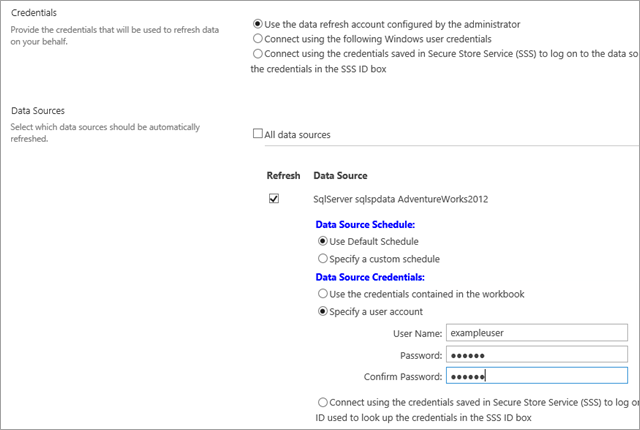 Credentials
Provide the credentials that will be used to refresh data
on your behalf.
Use the data refresh account configured by the administrator
Connect using the following Windows user credentials
Connect using the credentials saved in Secure Store Service (SSS) to log on to the data so
the credentials in the SSS ID box
Data Sources
Select which data sources should be automatically
refreshed.
All data sources
Refresh Data Source
SqlServer sqlspdata AdventureWorks2012
Data Source Schedule:
Use Default Schedule
Specify a custom schedule
Data Source Credentials:
Use the credentials contained in the workbook
Specify a user account
User Name: exampleuser
Password: ●●●●●●
Confirm Password: ●●●●●●
Connect using the credentials saved in Secure Store Service (SSS) to log on
ID used to look up the credentials in the SSS ID box